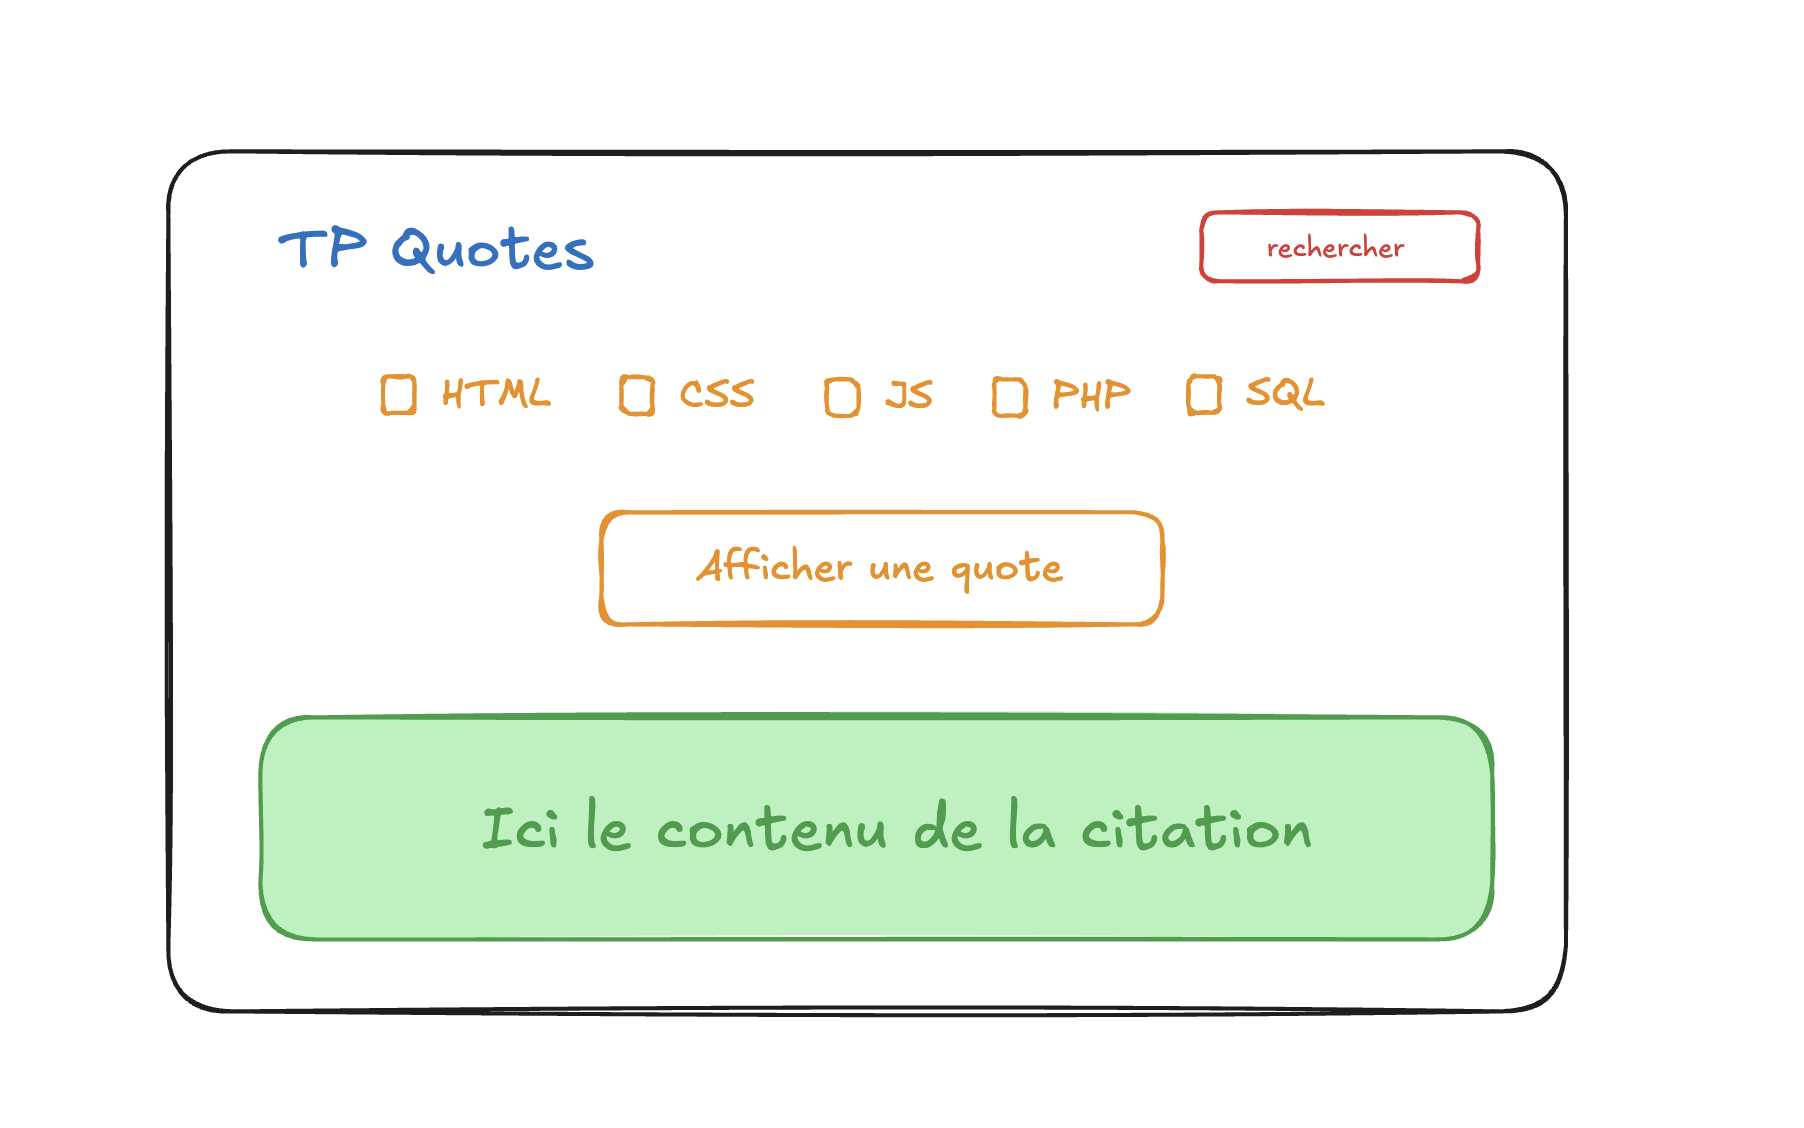 TP Quotes
rechercher
HTML CSS JS PHP SQL
Afficher une quote
Ici le contenu de la citation